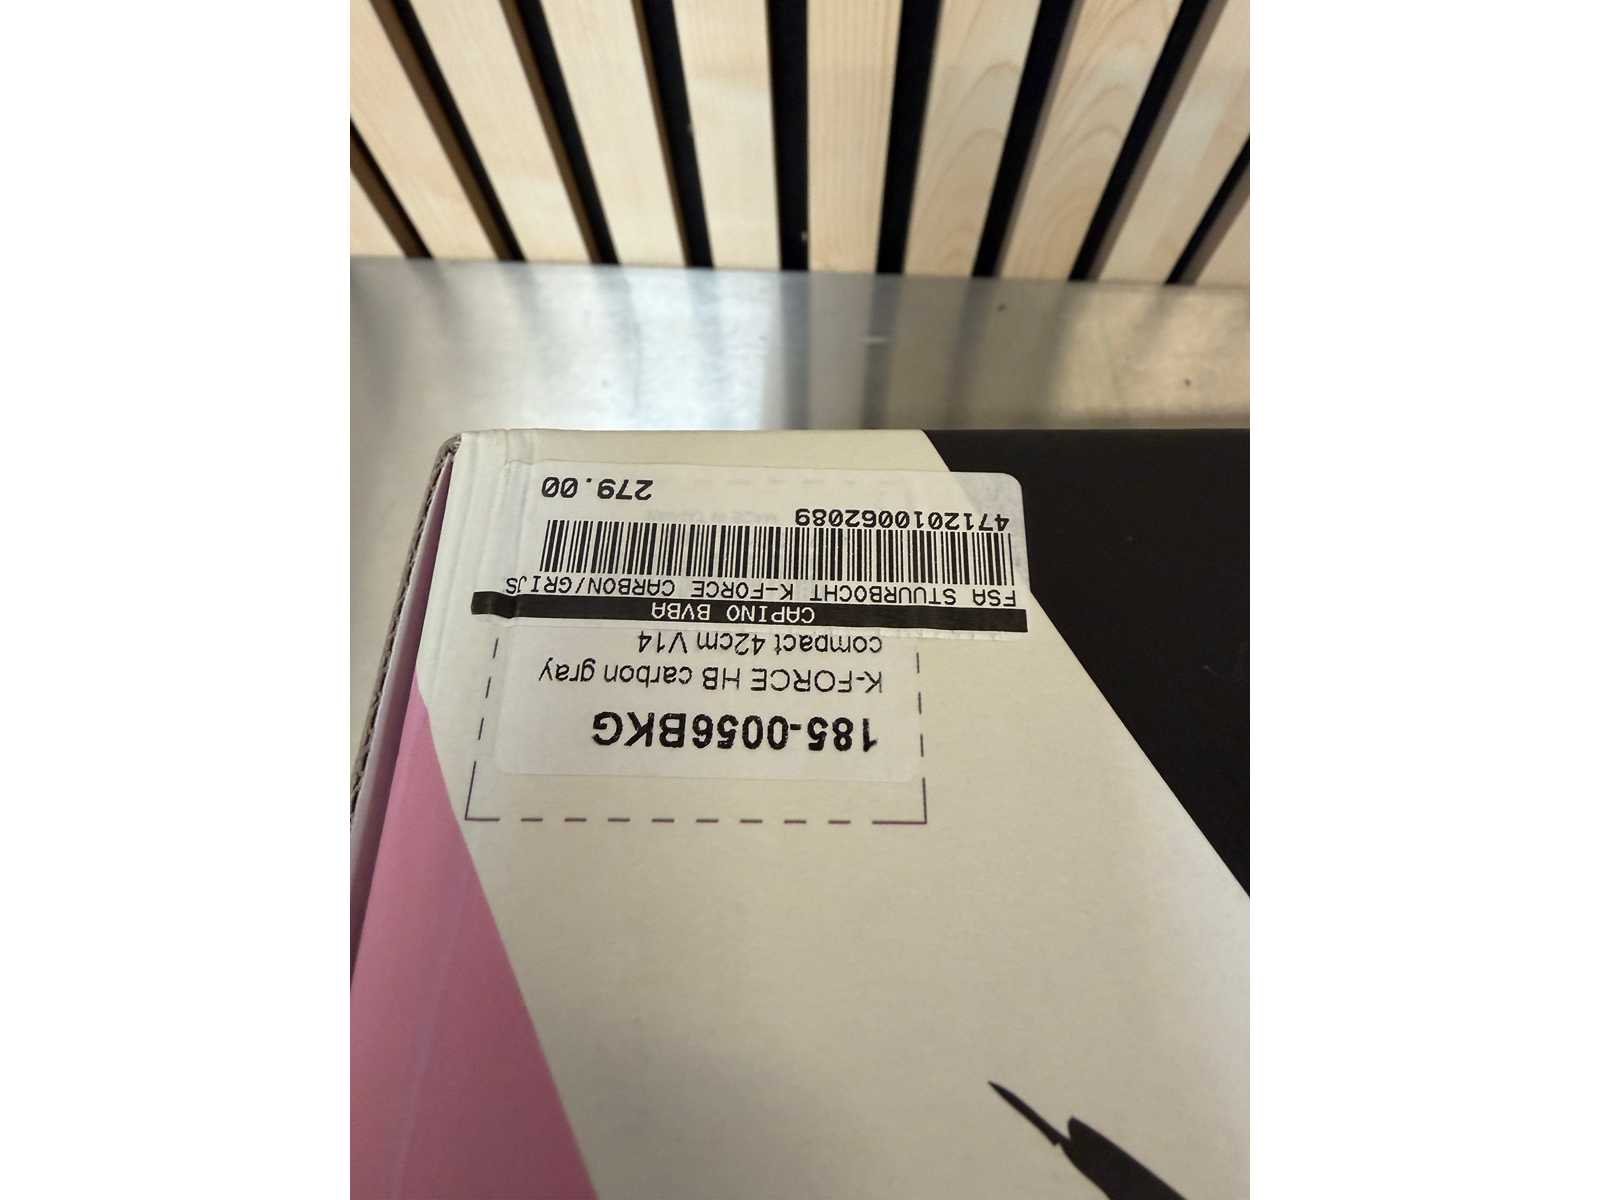 185-0056BKG
K-FORCE HB carbon gray
compact 42cm V14
CAPINO BVBA
FSA STUURBOCHT K-FORCE CARBON/GRIJS
4712010062089
279.00